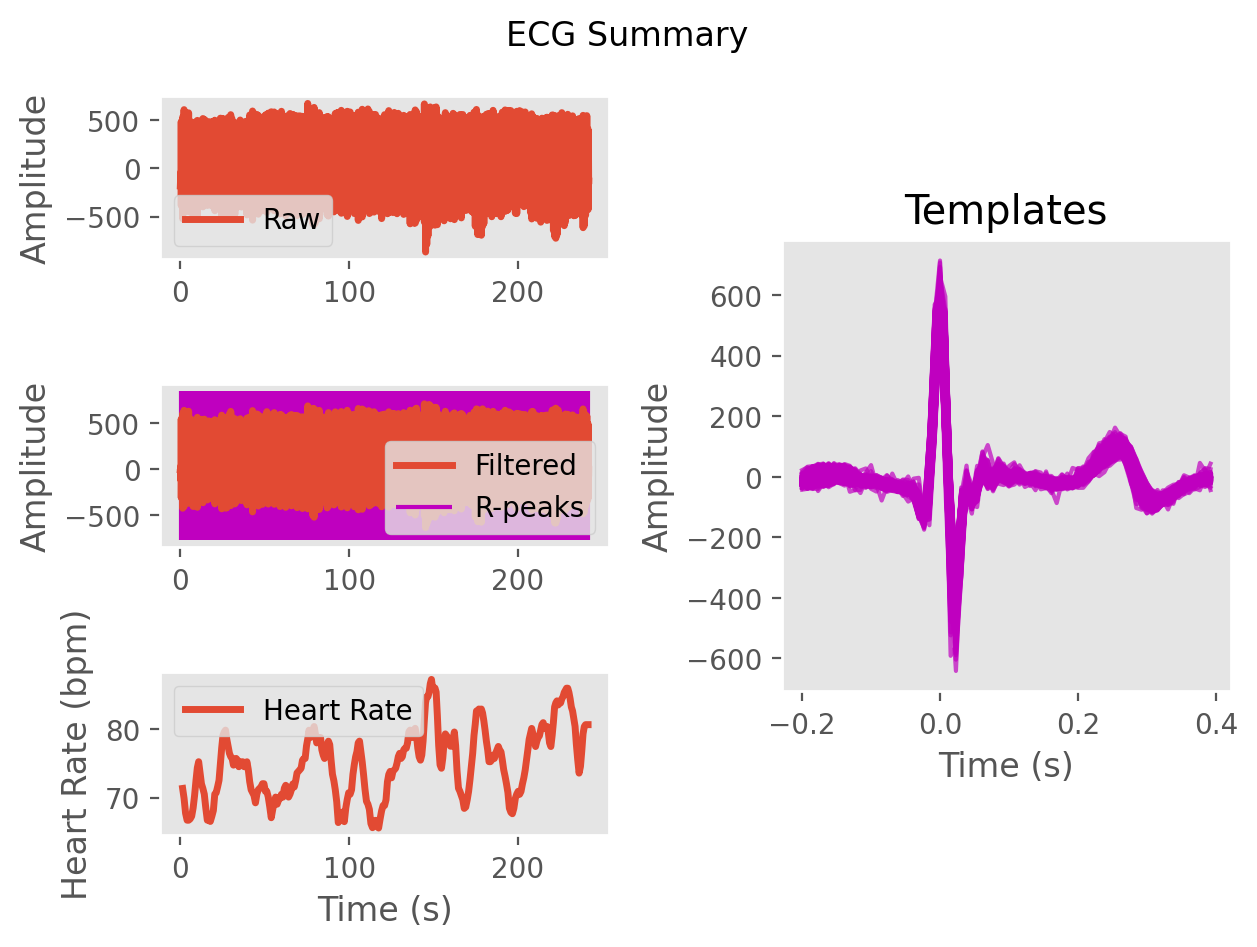 ECG Summary
Amplitude
500
0
−500
Raw
0 100 200
Amplitude
500
0
−500
Filtered
R-peaks
0 100 200
Heart Rate (bpm)
80
70
Heart Rate
0 100 200
Time (s)
Templates
Amplitude
600
400
200
0
−200
−400
−600
−0.2 0.0 0.2 0.4
Time (s)